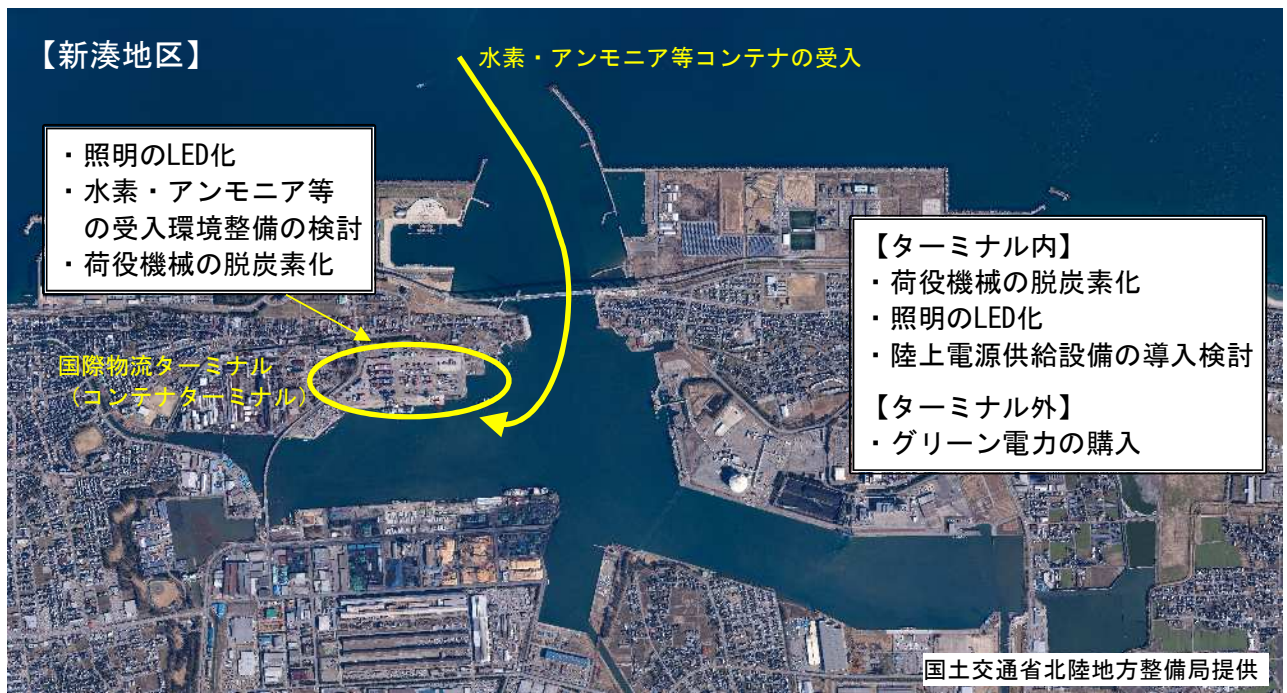 【新湊地区】
水素・アンモニア等コンテナの受入
・照明のLED化
・水素・アンモニア等
の受入環境整備の検討
・荷役機械の脱炭素化
国際物流ターミナル
（コンテナターミナル）
【ターミナル内】
・荷役機械の脱炭素化
・照明のLED化
・陸上電源供給設備の導入検討
【ターミナル外】
・グリーン電力の購入
国土交通省北陸地方整備局提供